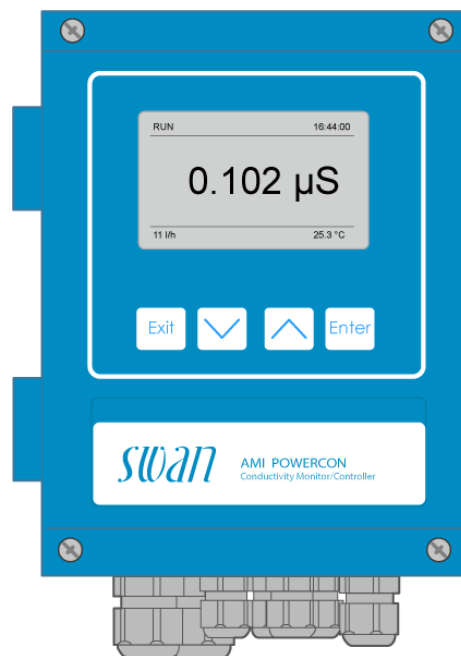 RUN 16:44:00
0.102 µS
11 l/h 25.3 °C
Exit Enter
swan AMI POWERCON
Conductivity Monitor/Controller